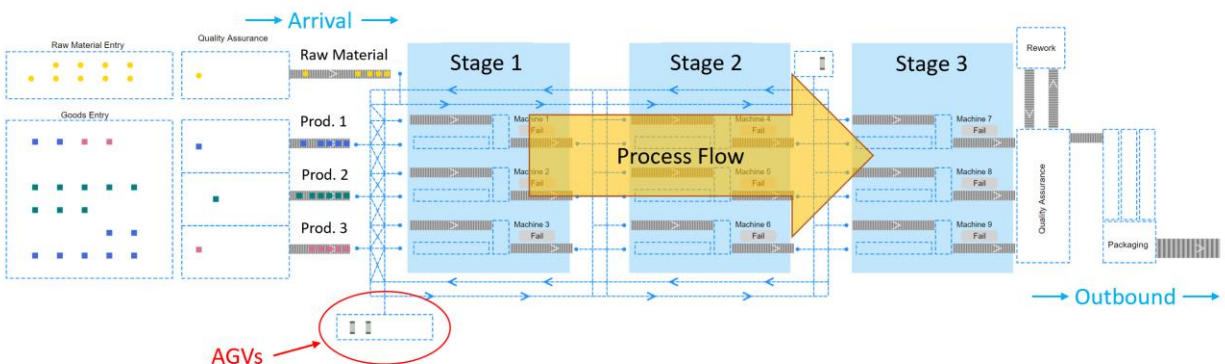 Arrival
Raw Material Entry
Quality Assurance
Raw Material
Stage 1
Stage 2
Stage 3
Rework
Goods Entry
Prod. 1
Machine 1
Fail
Machine 4
Fail
Machine 7
Fail
Process Flow
Prod. 2
Machine 2
Fail
Machine 5
Fail
Machine 8
Fail
Prod. 3
Machine 3
Fail
Machine 6
Fail
Machine 9
Fail
Quality Assurance
Packaging
Outbound
AGVs